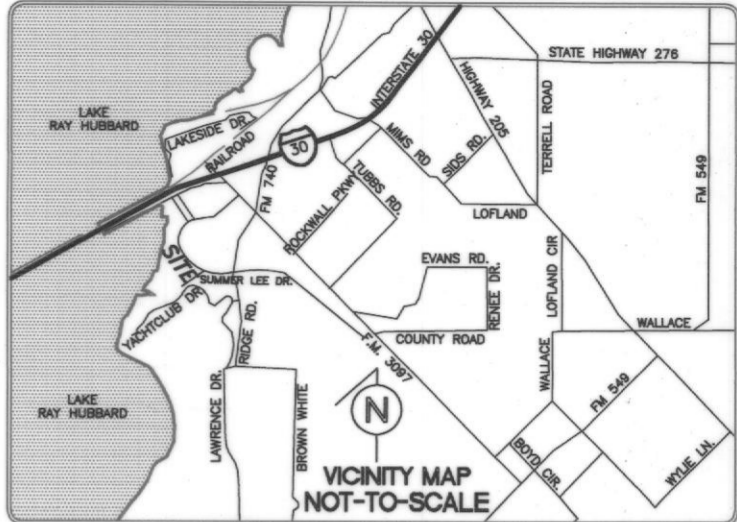 INTERSTATE 30
STATE HIGHWAY 276
LAKE
RAY HUBBARD
LAKESIDE DR.
RAILROAD
30
HIGHWAY 205
TERRELL ROAD
MIMS RD
SIDS RD.
FM 549
FM 740
TUBBS RD.
ROCKWALL PKWY
LOFLAND
SITE
EVANS RD.
RENEE DR.
LOFLAND CIR
SUMMER LEE DR.
YACHTCLUB DR
RIDGE RD.
F.M. 3097
COUNTY ROAD
WALLACE
WALLACE
FM 549
LAKE
RAY HUBBARD
LAWRENCE DR.
BROWN WHITE
N
BOYD CIR.
WYLIE LN.
VICINITY MAP
NOT-TO-SCALE